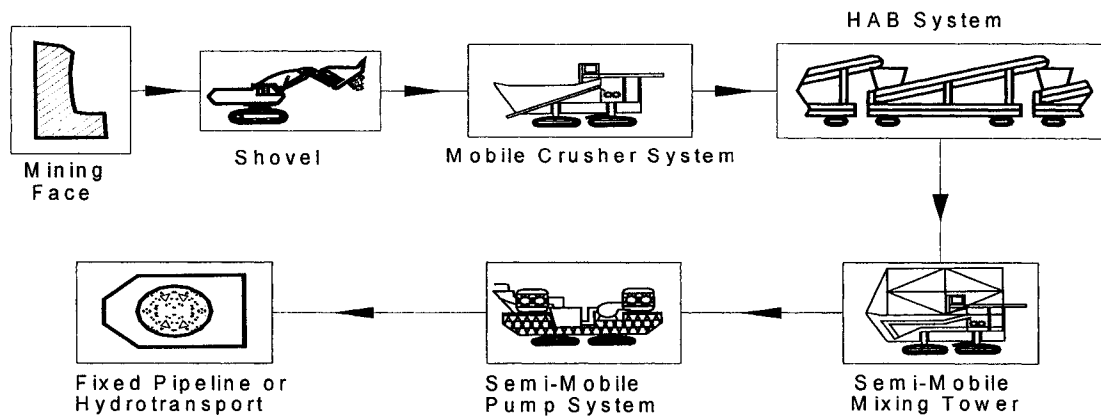 HAB System
Mining
Face
Shovel
Mobile Crusher System
Fixed Pipeline or
Hydrotransport
Semi-Mobile
Pump System
Semi-Mobile
Mixing Tower